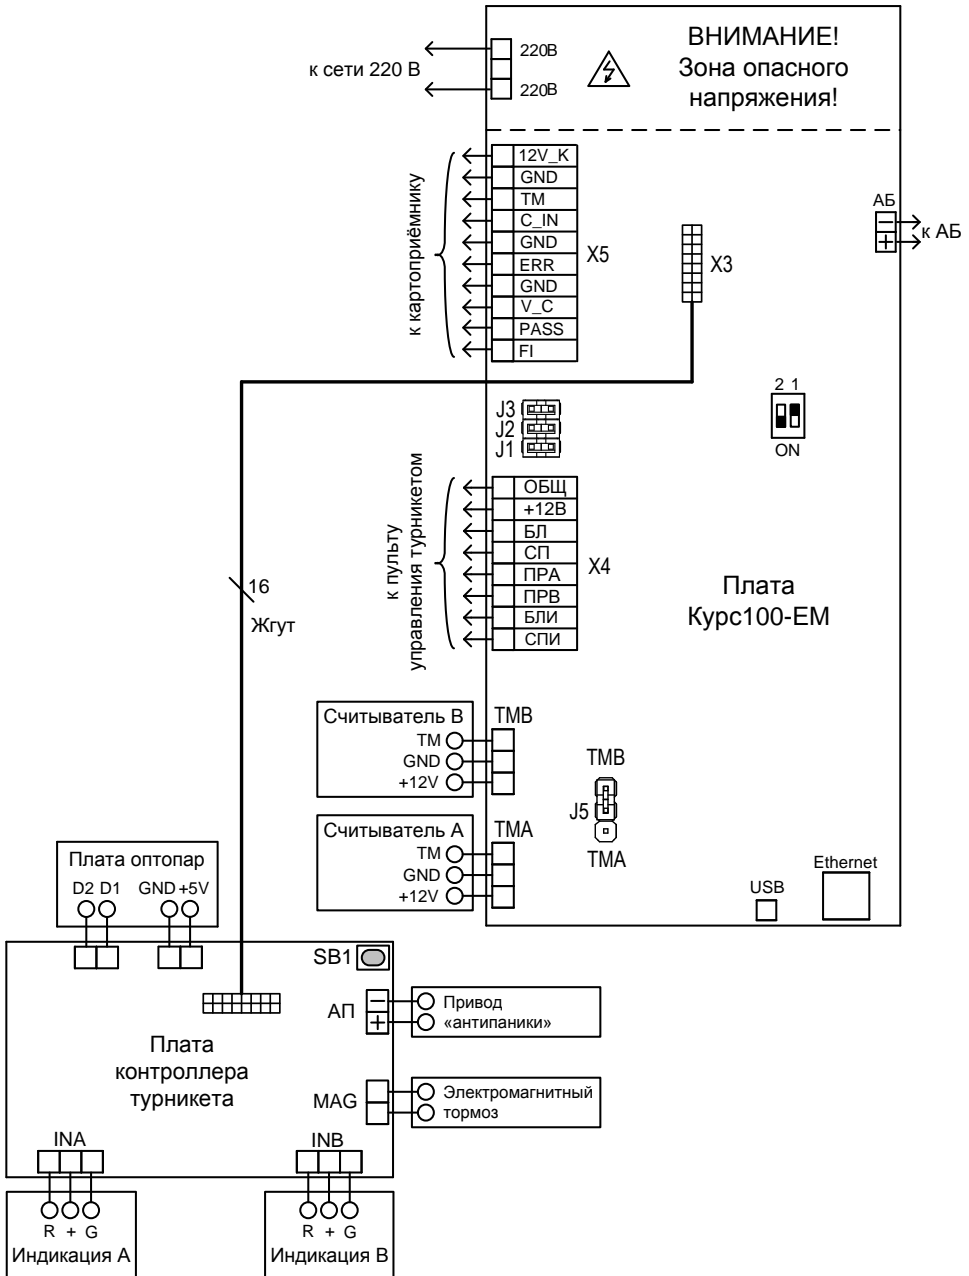 к сети 220 В
220В
220В
ВНИМАНИЕ!
Зона опасного
напряжения!
к картоприёмнику
12V_K
GND
TM
C_IN
GND
ERR
GND
V_C
PASS
FI
X5
X3
АБ
−
+
к АБ
2 1
ON
J3
J2
J1
к пульту
управления турникетом
ОБЩ
+12В
БЛ
СП
ПРА
ПРВ
БЛИ
СПИ
X4
Плата
Курс100-ЕМ
16
Жгут
Считыватель В
TM
GND
+12V
TMB
Считыватель А
TM
GND
+12V
TMA
TMB
J5
TMA
USB
Ethernet
Плата оптопар
D2 D1 GND +5V
SB1
АП
−
+
Привод
«антипаники»
Плата
контроллера
турникета
MAG
Электромагнитный
тормоз
INA
INB
R + G
Индикация А
R + G
Индикация В